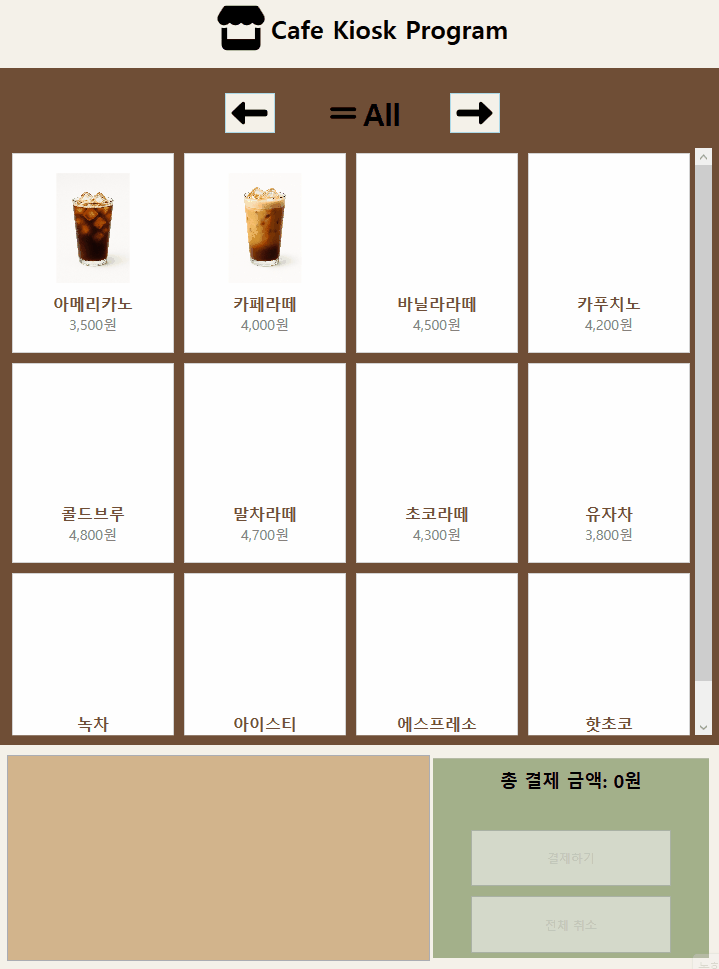 Cafe Kiosk Program
All
아메리카노 카페라떼 바닐라라떼 카푸치노
3,500원 4,000원 4,500원 4,200원
콜드브루 말차라떼 초코라떼 유자차
4,800원 4,700원 4,300원 3,800원
녹차 아이스티 에스프레소 핫초코
총 결제 금액: 0원
결제하기
전체 취소